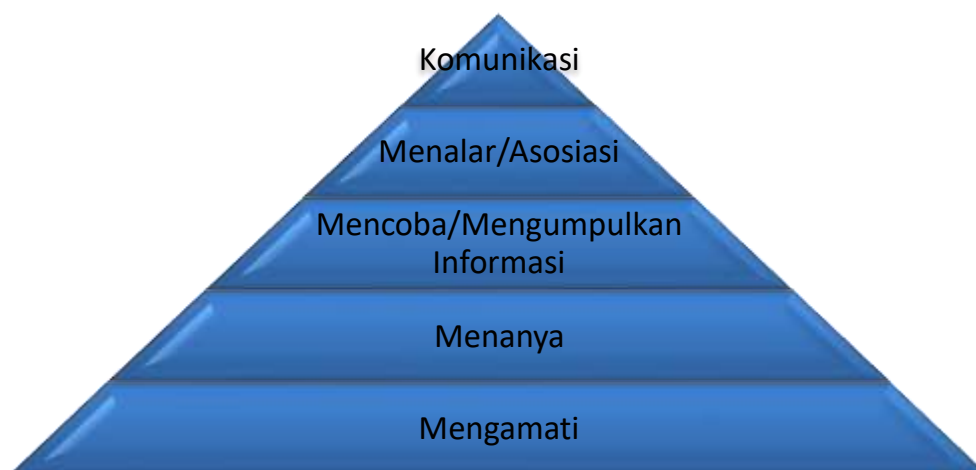 Komunikasi
Menalar/Asosiasi
Mencoba/Mengumpulkan
Informasi
Menanya
Mengamati